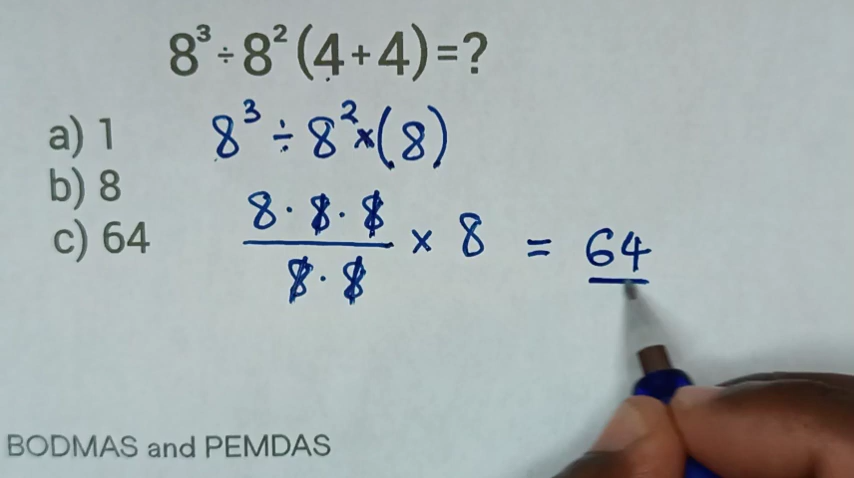 8³ ÷ 8² (4 + 4) = ?
a) 1
8³ ÷ 8² × (8)
b) 8
c) 64
8 · 8 · 8 / 8 · 8 × 8 = 64
BODMAS and PEMDAS